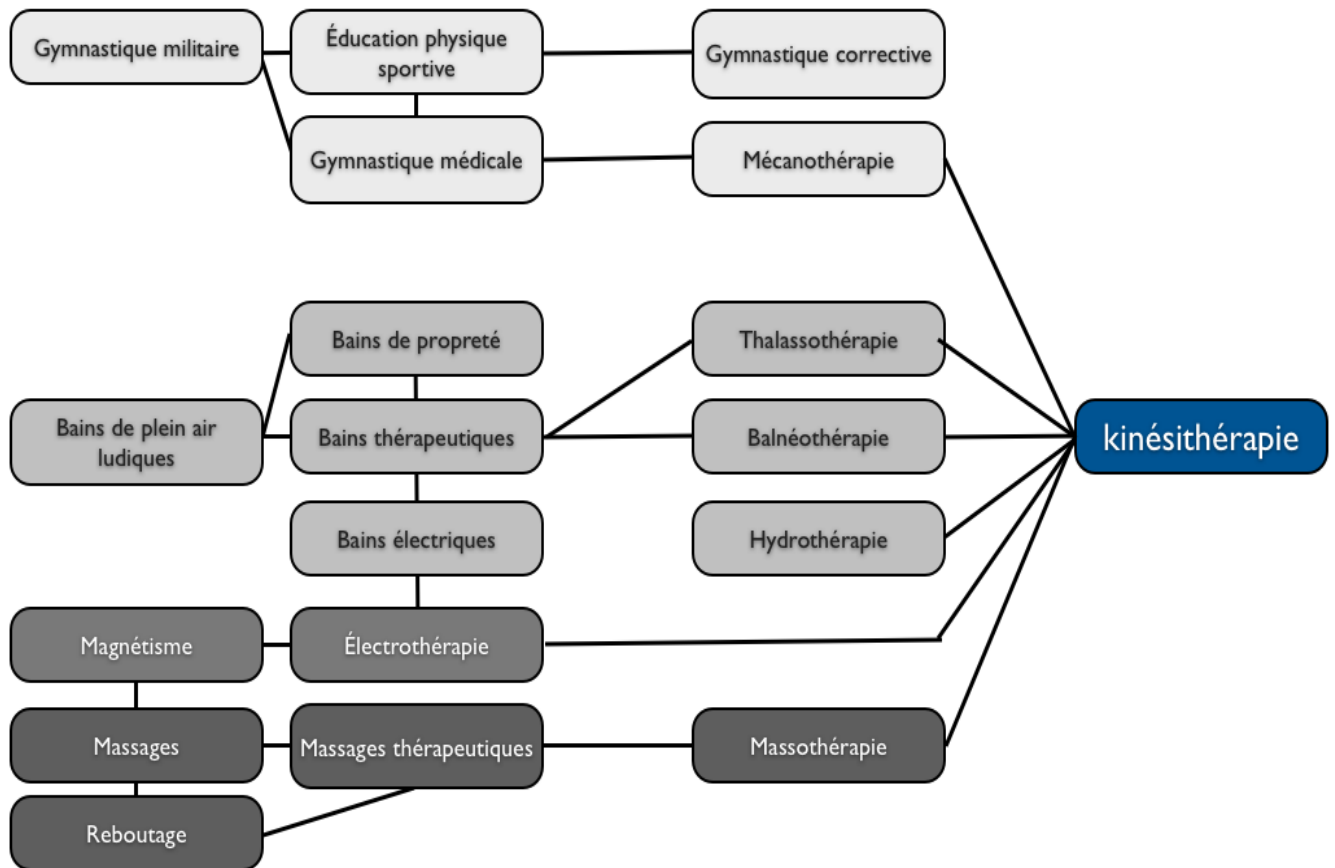 Gymnastique militaire
Éducation physique
sportive
Gymnastique corrective
Gymnastique médicale
Mécanothérapie
Bains de propreté
Thalassothérapie
Bains de plein air
ludiques
Bains thérapeutiques
Balnéothérapie
kinésithérapie
Bains électriques
Hydrothérapie
Magnétisme
Électrothérapie
Massages
Massages thérapeutiques
Massothérapie
Reboutage